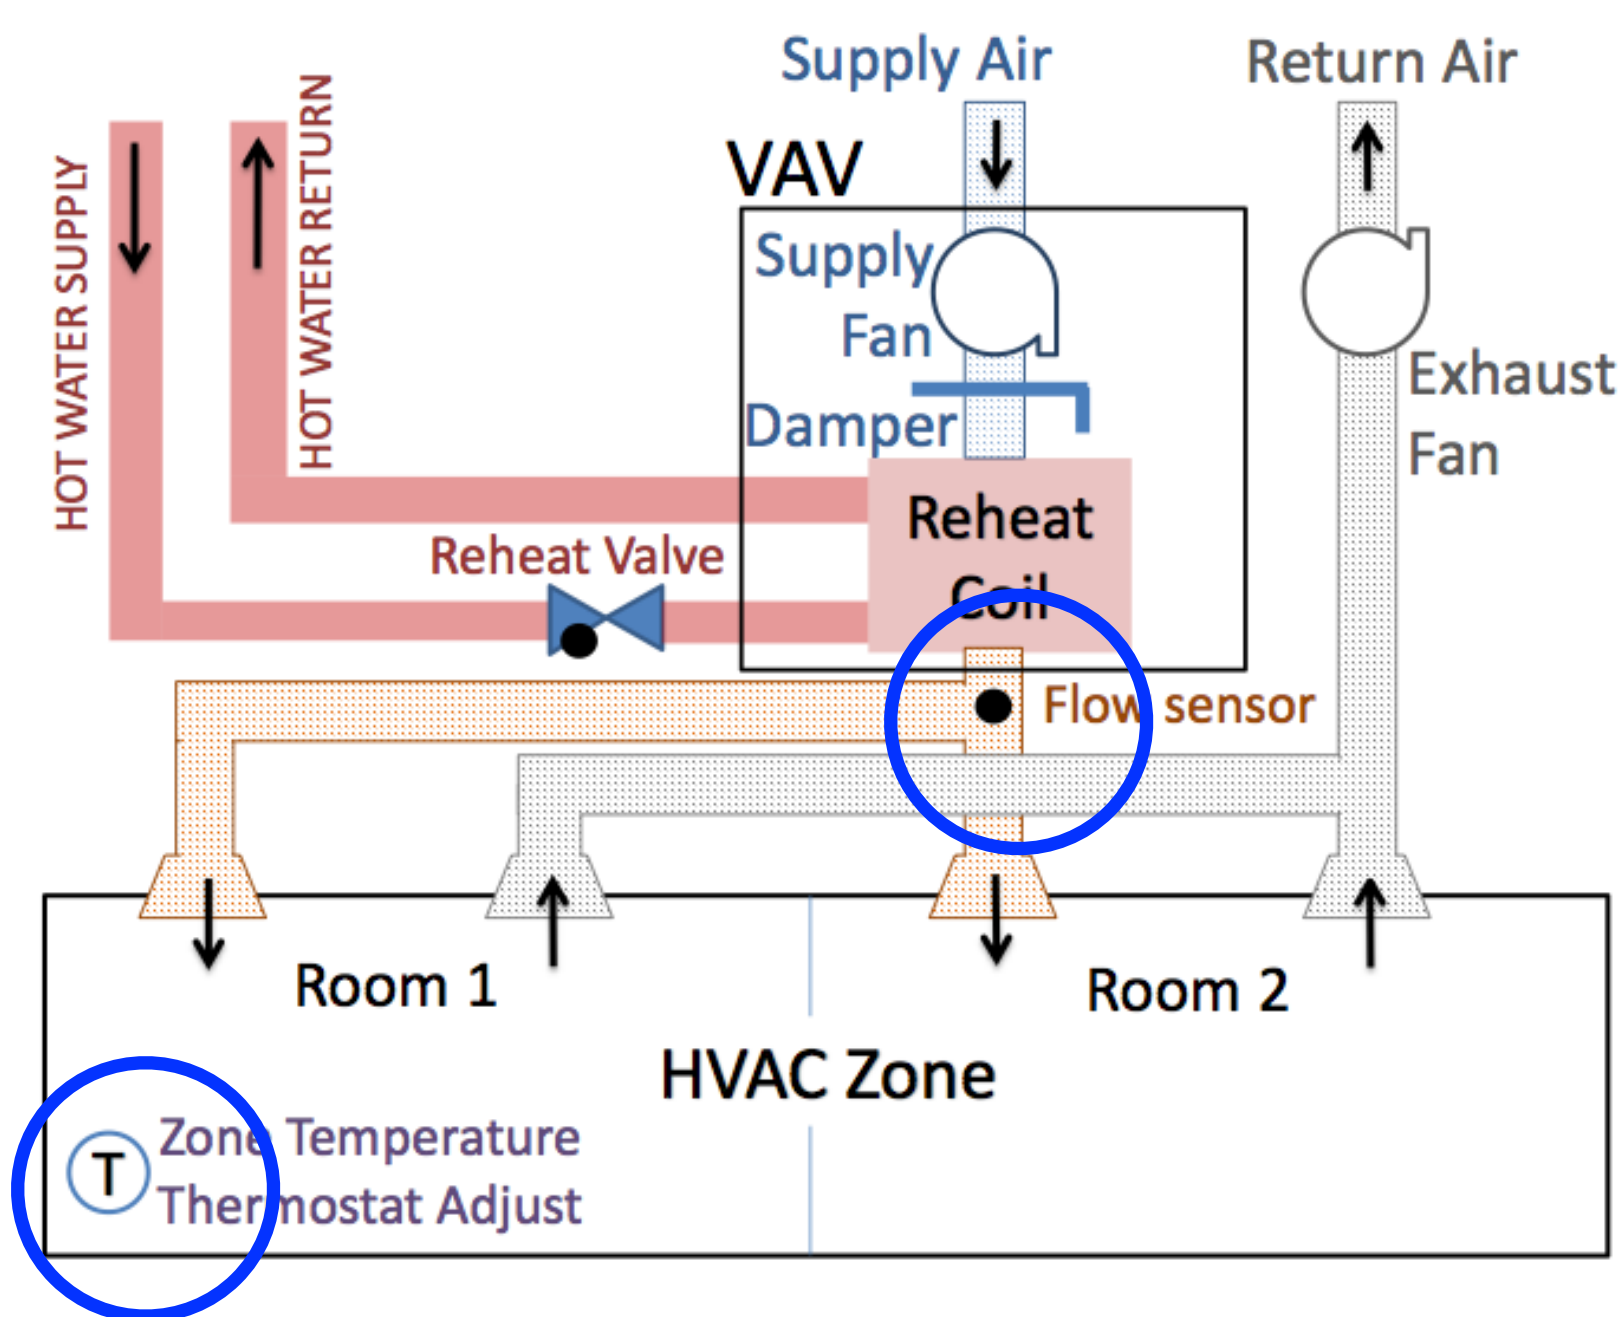 Supply Air
Return Air
HOT WATER SUPPLY
HOT WATER RETURN
VAV
Supply
Fan
Damper
Exhaust
Fan
Reheat
Coil
Reheat Valve
Flow sensor
Room 1
Room 2
HVAC Zone
T
Zone Temperature
Thermostat Adjust